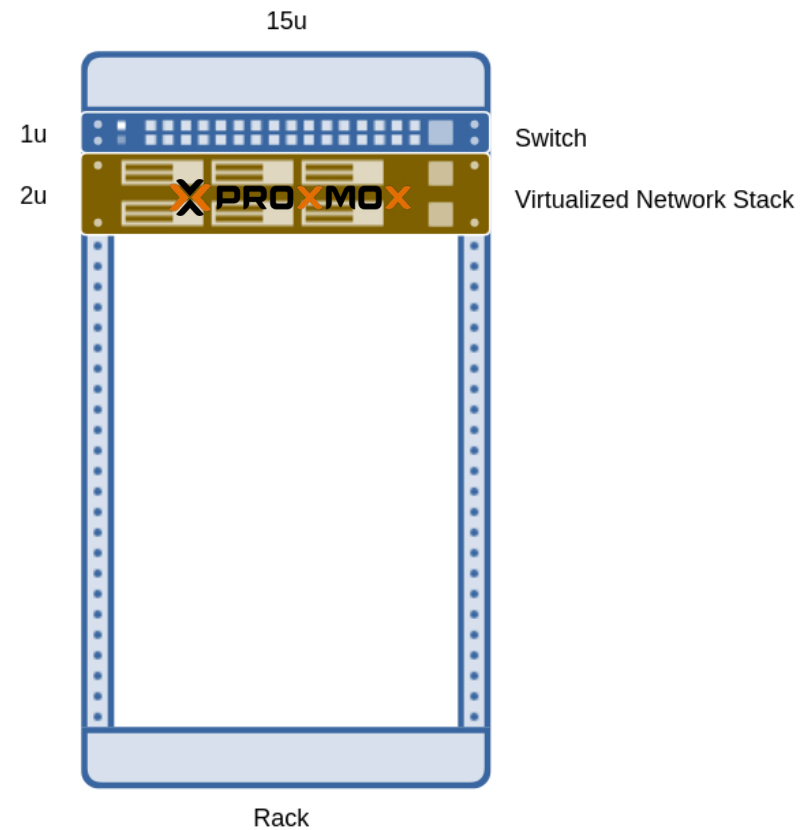 15u
1u
Switch
2u
PROXMOX
Virtualized Network Stack
Rack